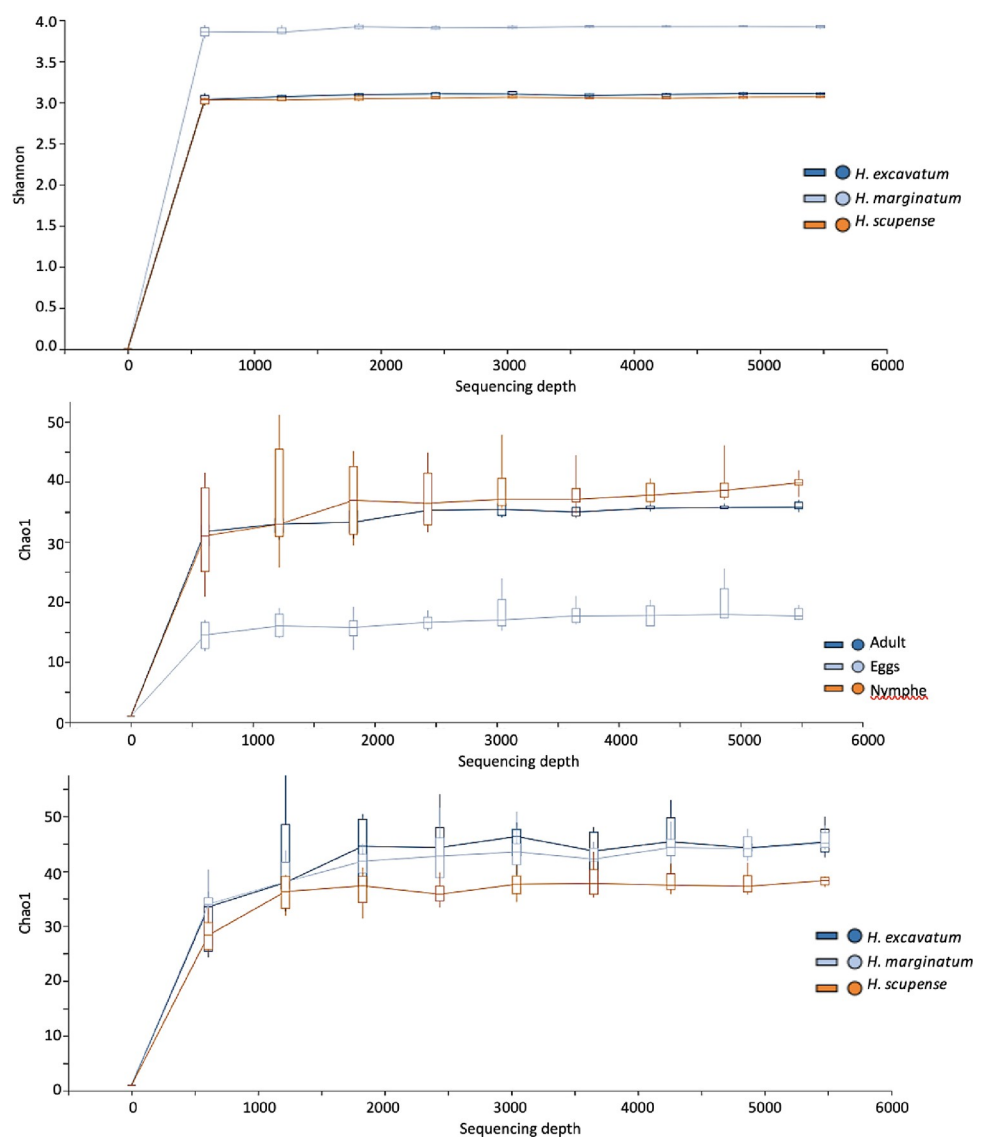 4.0
3.5
3.0
2.5
2.0
1.5
1.0
0.5
0.0
Shannon
0 1000 2000 3000 4000 5000 6000
Sequencing depth
H. excavatum
H. marginatum
H. scupense
50
40
30
20
10
0
Chao1
0 1000 2000 3000 4000 5000 6000
Sequencing depth
Adult
Eggs
Nymphe
50
40
30
20
10
0
Chao1
0 1000 2000 3000 4000 5000 6000
Sequencing depth
H. excavatum
H. marginatum
H. scupense